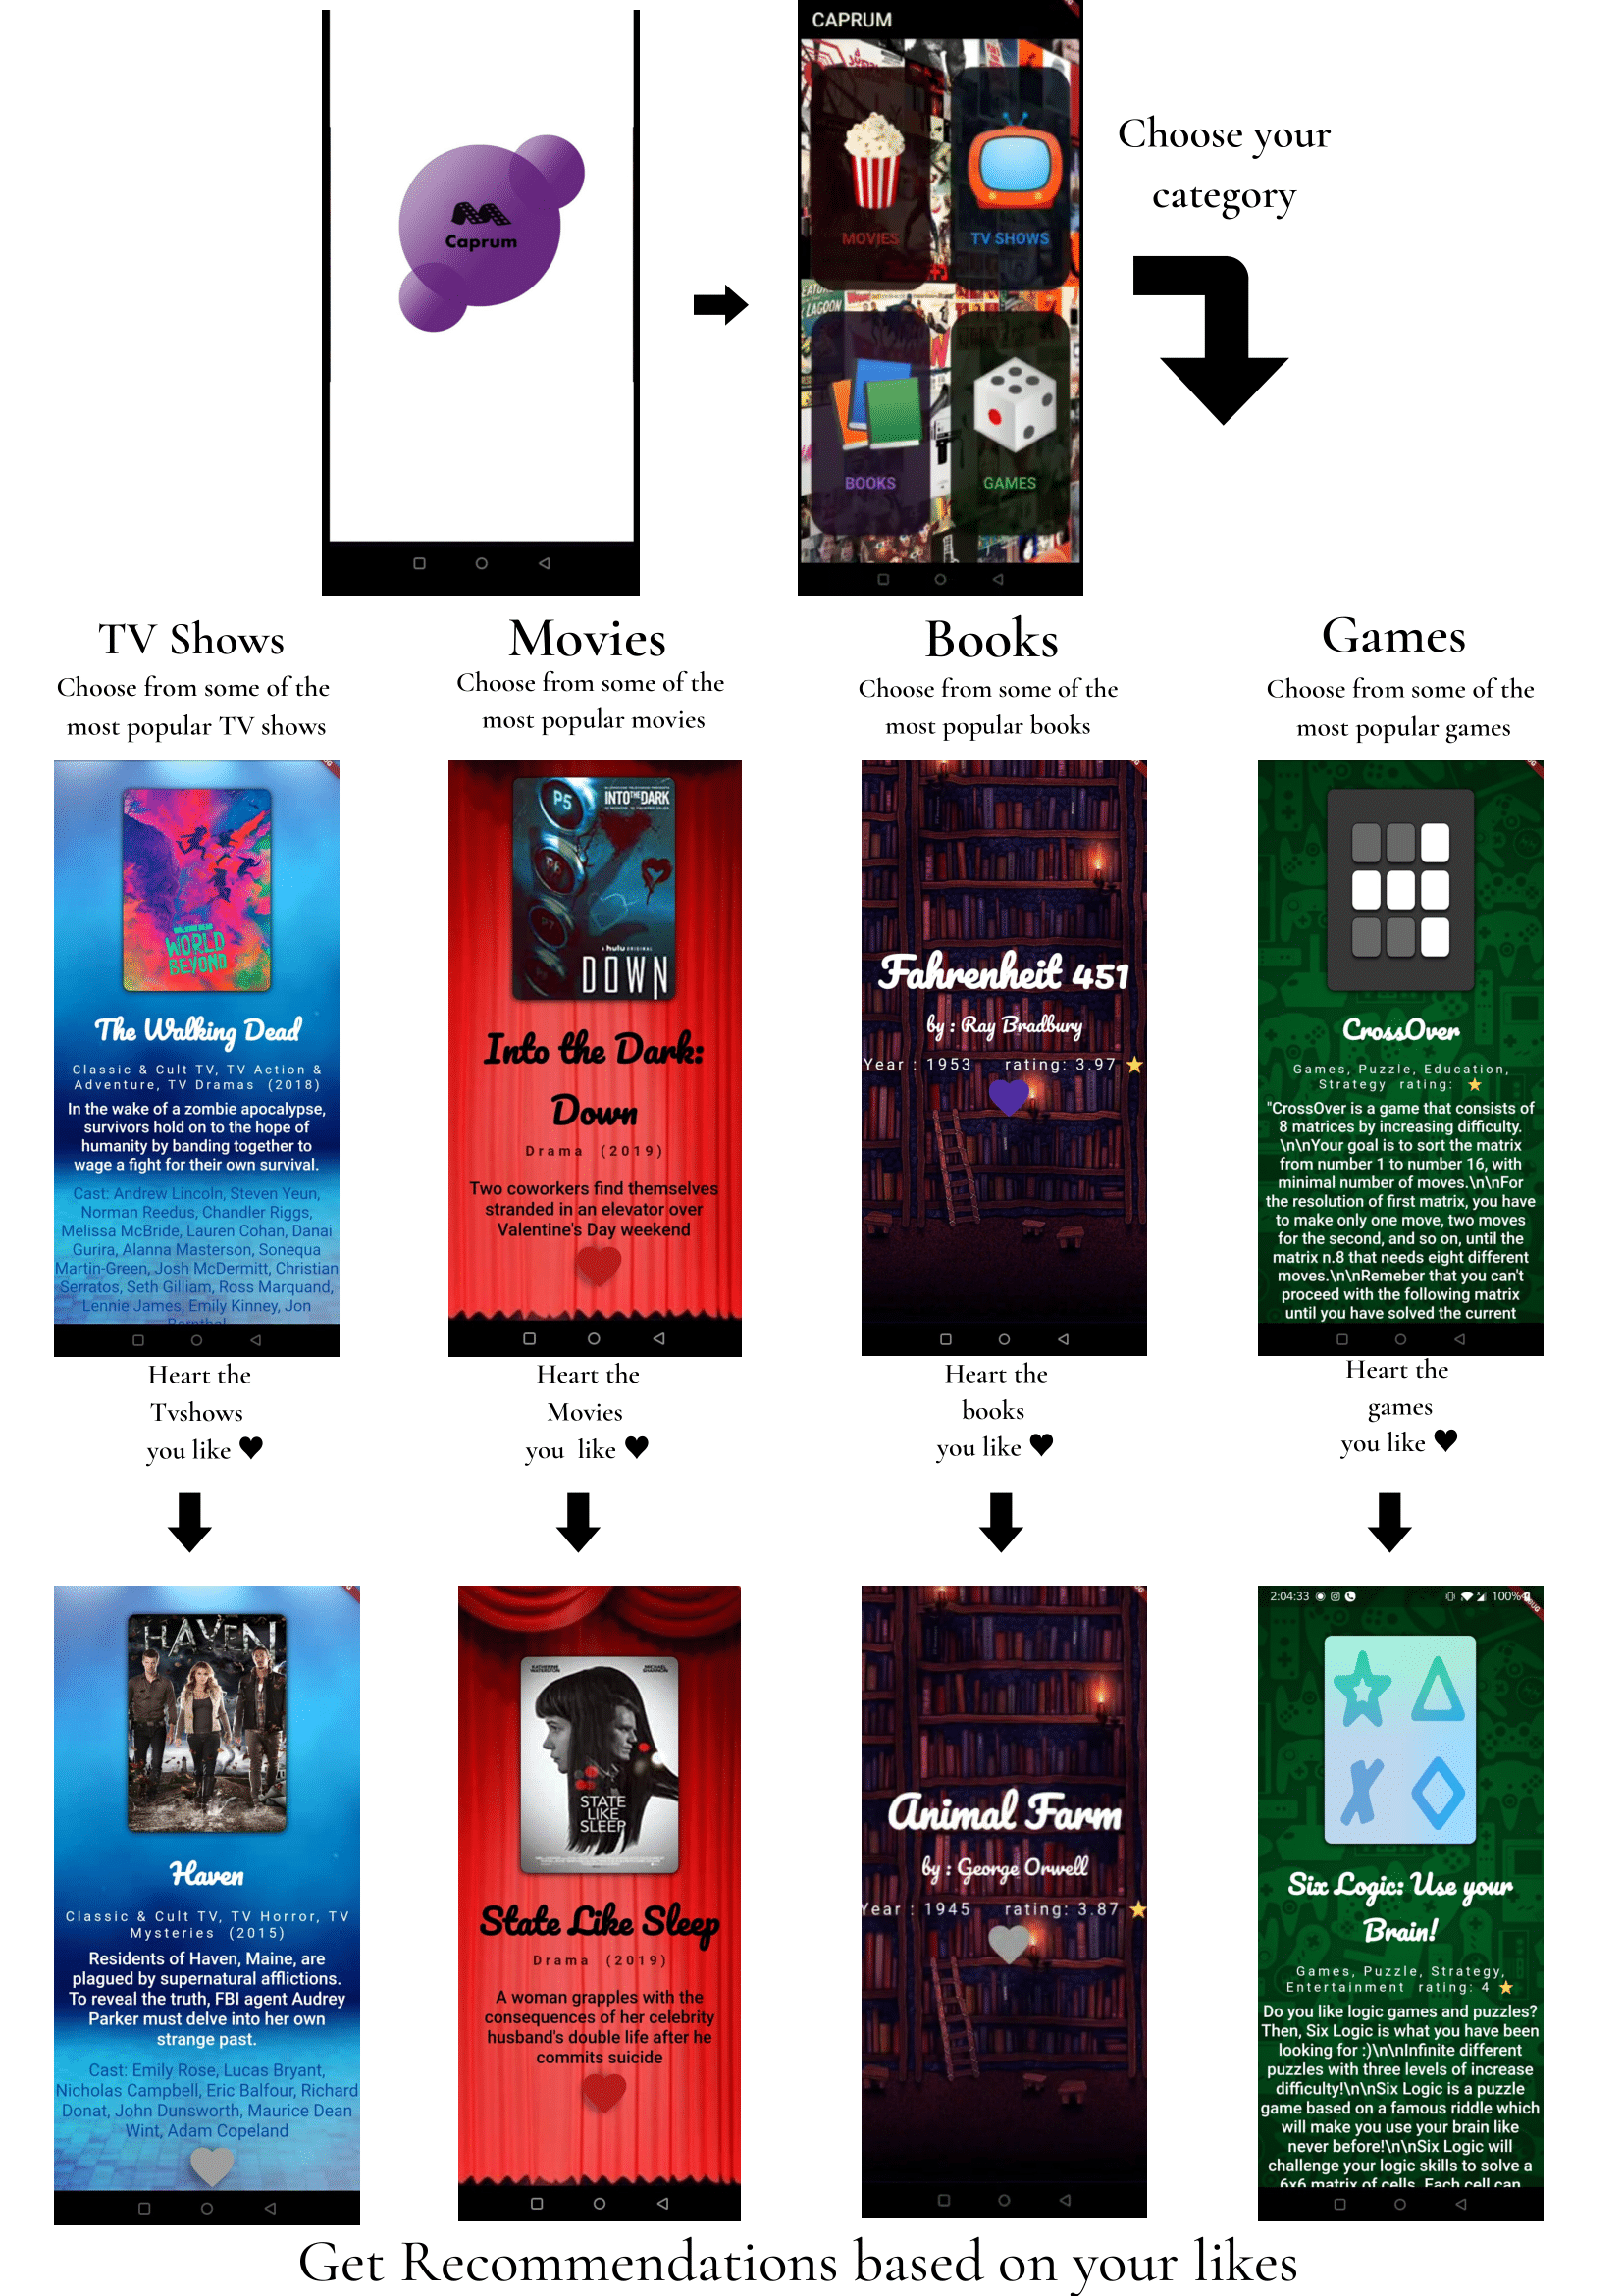 CAPRUM
Caprum
MOVIES
TV SHOWS
BOOKS
GAMES
Choose your
category
TV Shows
Choose from some of the
most popular TV shows
WORLD
BEYOND
The Walking Dead
Classic & Cult TV, TV Action &
Adventure, TV Dramas (2018)
In the wake of a zombie apocalypse,
survivors hold on to the hope of
humanity by banding together to
wage a fight for their own survival.
Cast: Andrew Lincoln, Steven Yeun,
Norman Reedus, Chandler Riggs,
Melissa McBride, Lauren Cohan, Danai
Gurira, Alanna Masterson, Sonequa
Martin-Green, Josh McDermitt, Christian
Serratos, Seth Gilliam, Ross Marquand,
Lennie James, Emily Kinney, Jon
Heart the
Tvshows
you like ♥
Movies
Choose from some of the
most popular movies
P5
INTO THE DARK
a hulu ORIGINAL
DOWN
Into the Dark:
Down
Drama (2019)
Two coworkers find themselves
stranded in an elevator over
Valentine's Day weekend
Heart the
Movies
you like ♥
Books
Choose from some of the
most popular books
Fahrenheit 451
by : Ray Bradbury
Year : 1953 rating: 3.97 ⭐
Heart the
books
you like ♥
Games
Choose from some of the
most popular games
CrossOver
Games, Puzzle, Education,
Strategy rating: ⭐
"CrossOver is a game that consists of
8 matrices by increasing difficulty.
\n\nYour goal is to sort the matrix
from number 1 to number 16, with
minimal number of moves.\n\nFor
the resolution of first matrix, you have
to make only one move, two moves
for the second, and so on, until the
matrix n.8 that needs eight different
moves.\n\nRemeber that you can't
proceed with the following matrix
until you have solved the current
Heart the
games
you like ♥
HAVEN
Haven
Classic & Cult TV, TV Horror, TV
Mysteries (2015)
Residents of Haven, Maine, are
plagued by supernatural afflictions.
To reveal the truth, FBI agent Audrey
Parker must delve into her own
strange past.
Cast: Emily Rose, Lucas Bryant,
Nicholas Campbell, Eric Balfour, Richard
Donat, John Dunsworth, Maurice Dean
Wint, Adam Copeland
KATHERINE WATERSTON
MICHAEL SHANNON
STATE
LIKE
SLEEP
State Like Sleep
Drama (2019)
A woman grapples with the
consequences of her celebrity
husband's double life after he
commits suicide
Animal Farm
by : George Orwell
Year : 1945 rating: 3.87 ⭐
2:04:33
100%
Six Logic: Use your
Brain!
Games, Puzzle, Strategy,
Entertainment rating: 4 ⭐
Do you like logic games and puzzles?
Then, Six Logic is what you have been
looking for :)\n\nInfinite different
puzzles with three levels of increase
difficulty!\n\nSix Logic is a puzzle
game based on a famous riddle which
will make you use your brain like
never before!\n\nSix Logic will
challenge your logic skills to solve a
6x6 matrix of cells. Each cell can
Get Recommendations based on your likes